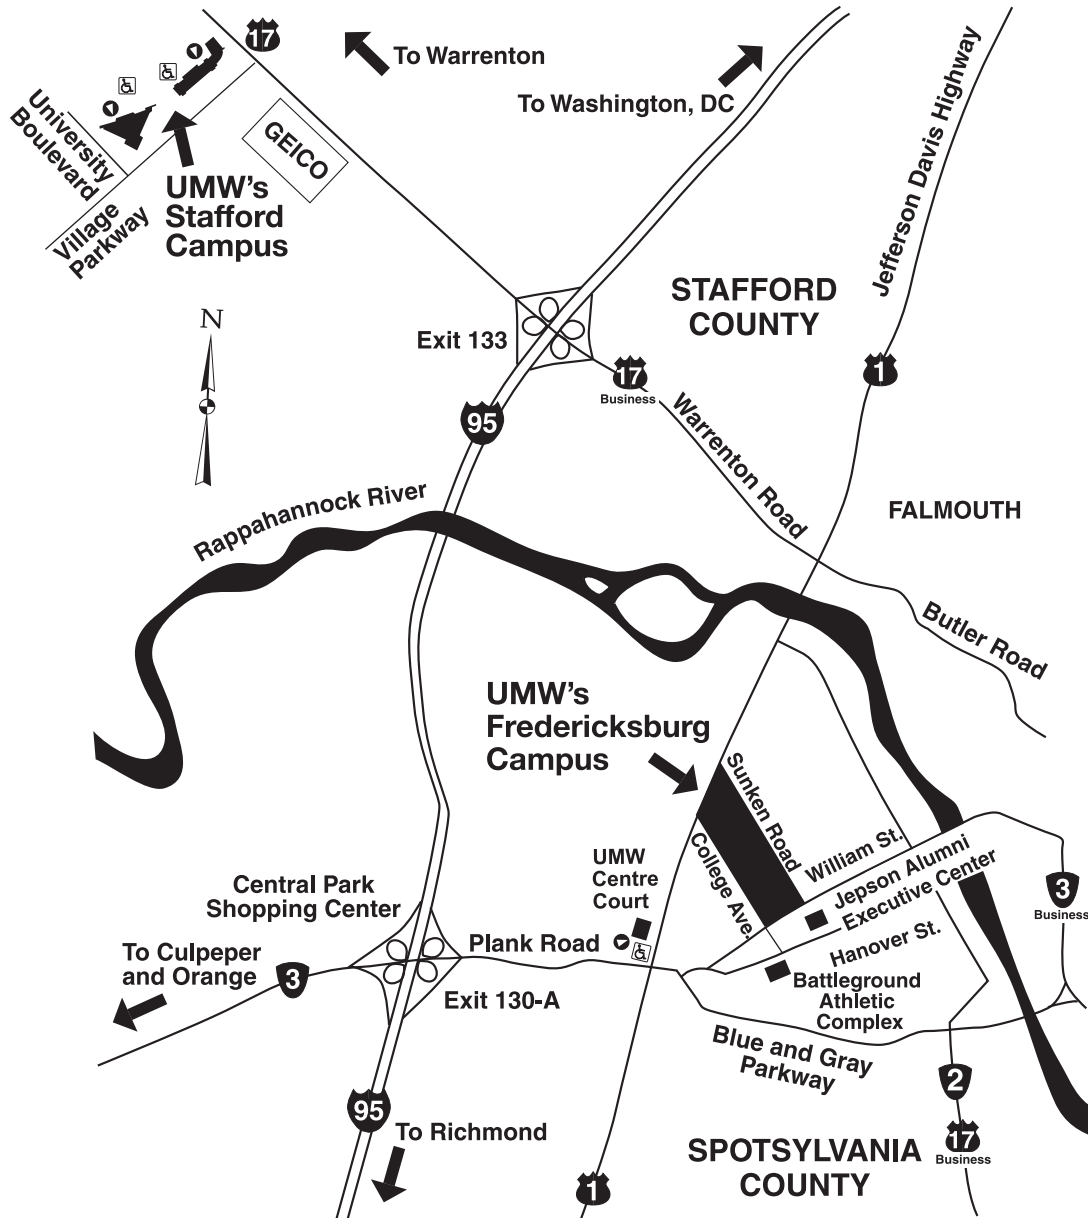 17
To Warrenton
To Washington, DC
Jefferson Davis Highway
University
Boulevard
GEICO
UMW's
Stafford
Campus
Village
Parkway
N
STAFFORD
COUNTY
Exit 133
17
Business
1
95
Warrenton Road
Rappahannock River
FALMOUTH
Butler Road
UMW's
Fredericksburg
Campus
Sunken Road
College Ave.
William St.
Jepson Alumni
Executive Center
UMW
Centre
Court
3
Business
Central Park
Shopping Center
Plank Road
Hanover St.
To Culpeper
and Orange
3
Exit 130-A
Battleground
Athletic
Complex
Blue and Gray
Parkway
2
95
To Richmond
17
Business
SPOTSYLVANIA
COUNTY
1